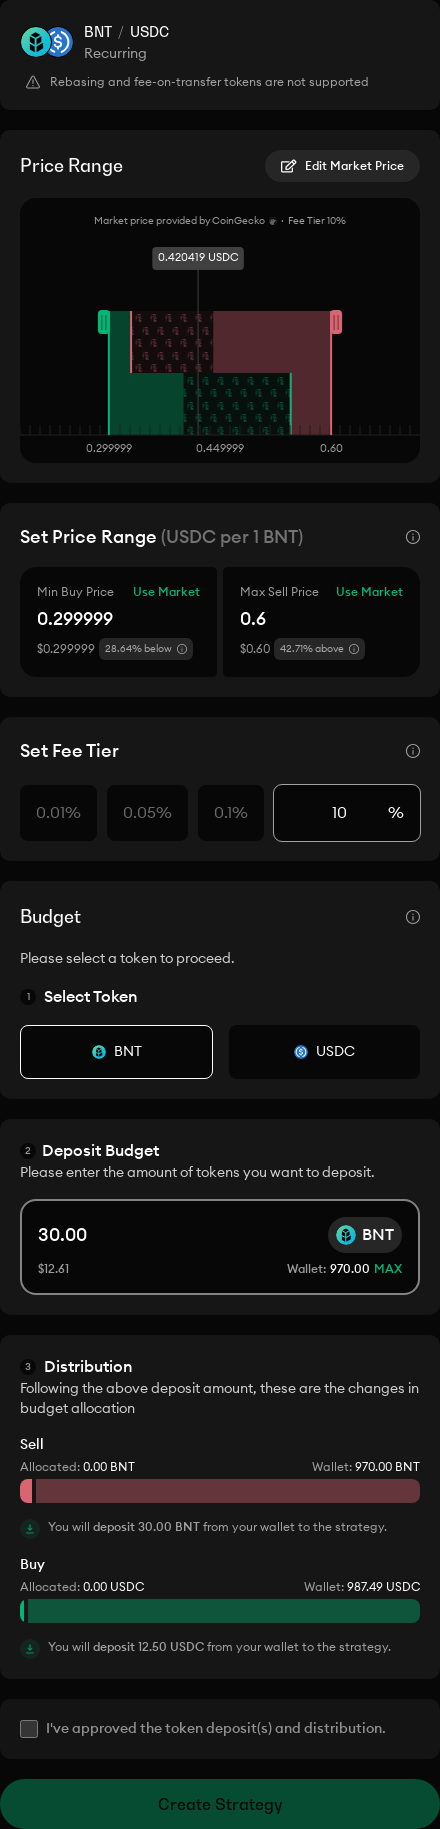 BNT / USDC
Recurring
Rebasing and fee-on-transfer tokens are not supported
Price Range
Edit Market Price
Market price provided by CoinGecko · Fee Tier 10%
0.420419 USDC
0.299999 0.449999 0.60
Set Price Range (USDC per 1 BNT)
Min Buy Price Use Market Max Sell Price Use Market
0.299999 0.6
$0.299999 28.64% below $0.60 42.71% above
Set Fee Tier
0.01% 0.05% 0.1% 10 %
Budget
Please select a token to proceed.
1 Select Token
BNT USDC
2 Deposit Budget
Please enter the amount of tokens you want to deposit.
30.00 BNT
$12.61 Wallet: 970.00 MAX
3 Distribution
Following the above deposit amount, these are the changes in
budget allocation
Sell
Allocated: 0.00 BNT Wallet: 970.00 BNT
You will deposit 30.00 BNT from your wallet to the strategy.
Buy
Allocated: 0.00 USDC Wallet: 987.49 USDC
You will deposit 12.50 USDC from your wallet to the strategy.
I've approved the token deposit(s) and distribution.
Create Strategy